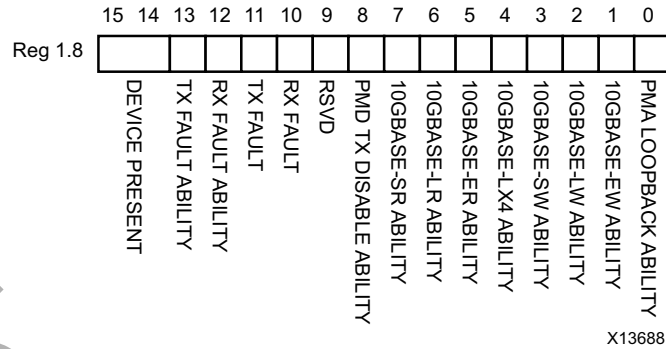 15 14 13 12 11 10 9 8 7 6 5 4 3 2 1 0
Reg 1.8
DEVICE PRESENT
TX FAULT ABILITY
RX FAULT ABILITY
TX FAULT
RX FAULT
RSVD
PMD TX DISABLE ABILITY
10GBASE-SR ABILITY
10GBASE-LR ABILITY
10GBASE-ER ABILITY
10GBASE-LX4 ABILITY
10GBASE-SW ABILITY
10GBASE-LW ABILITY
10GBASE-EW ABILITY
PMA LOOPBACK ABILITY
X13688